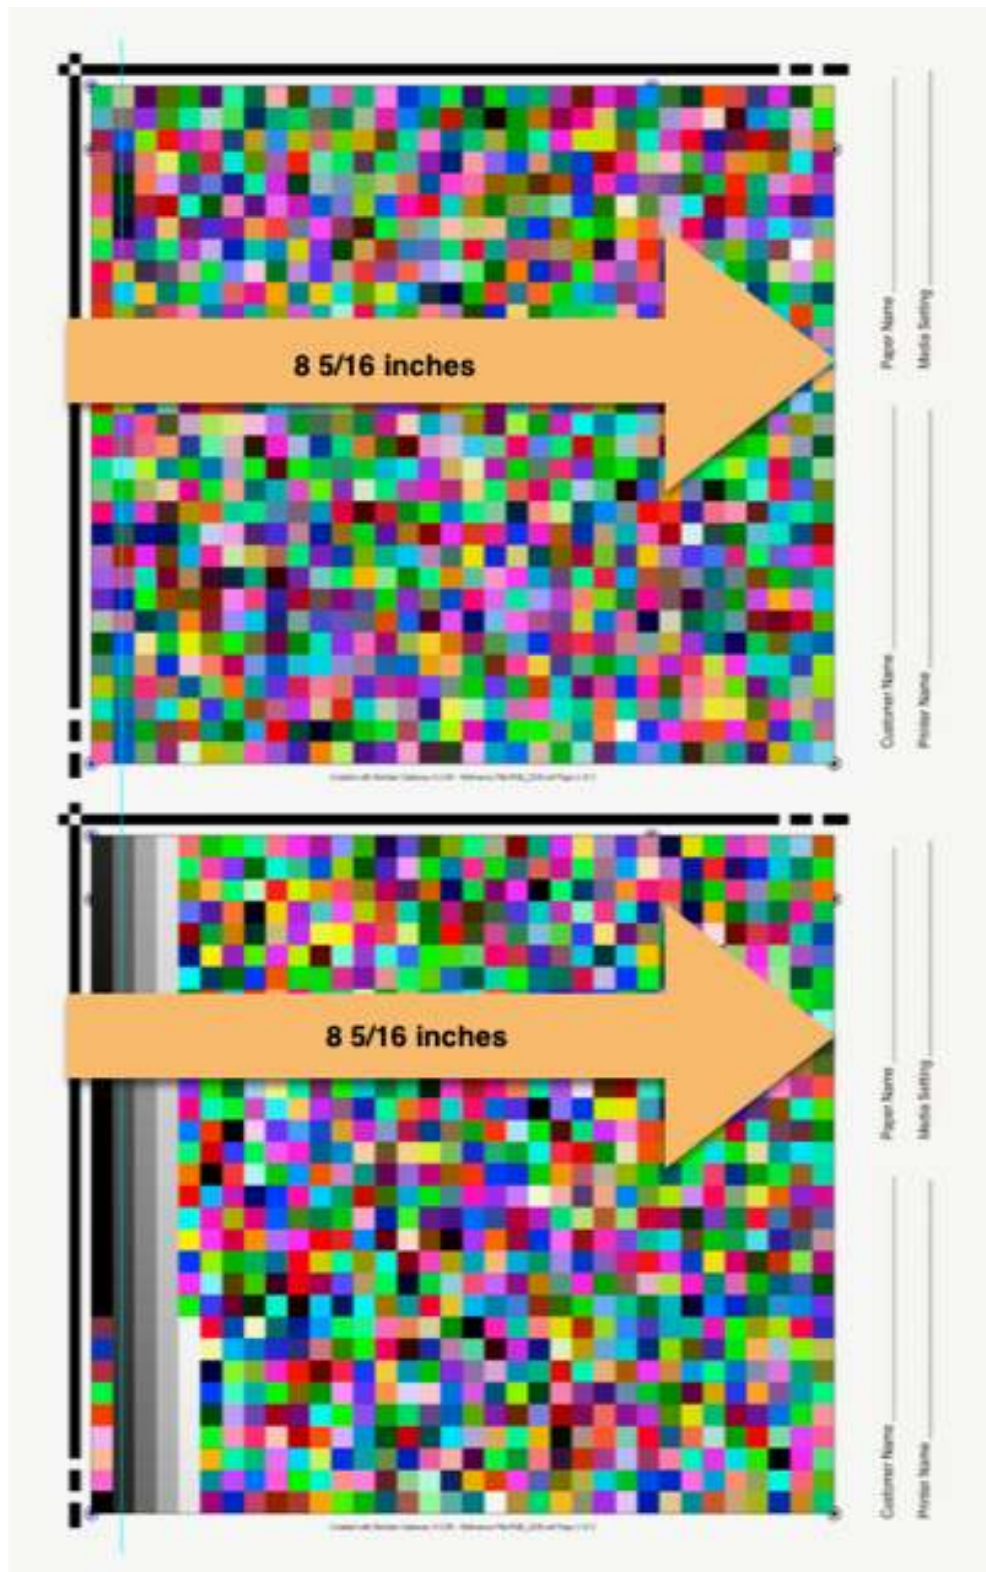 8 5/16 inches
Paper Name
Media Setting
Customer Name
Printer Name
8 5/16 inches
Paper Name
Media Setting
Customer Name
Printer Name